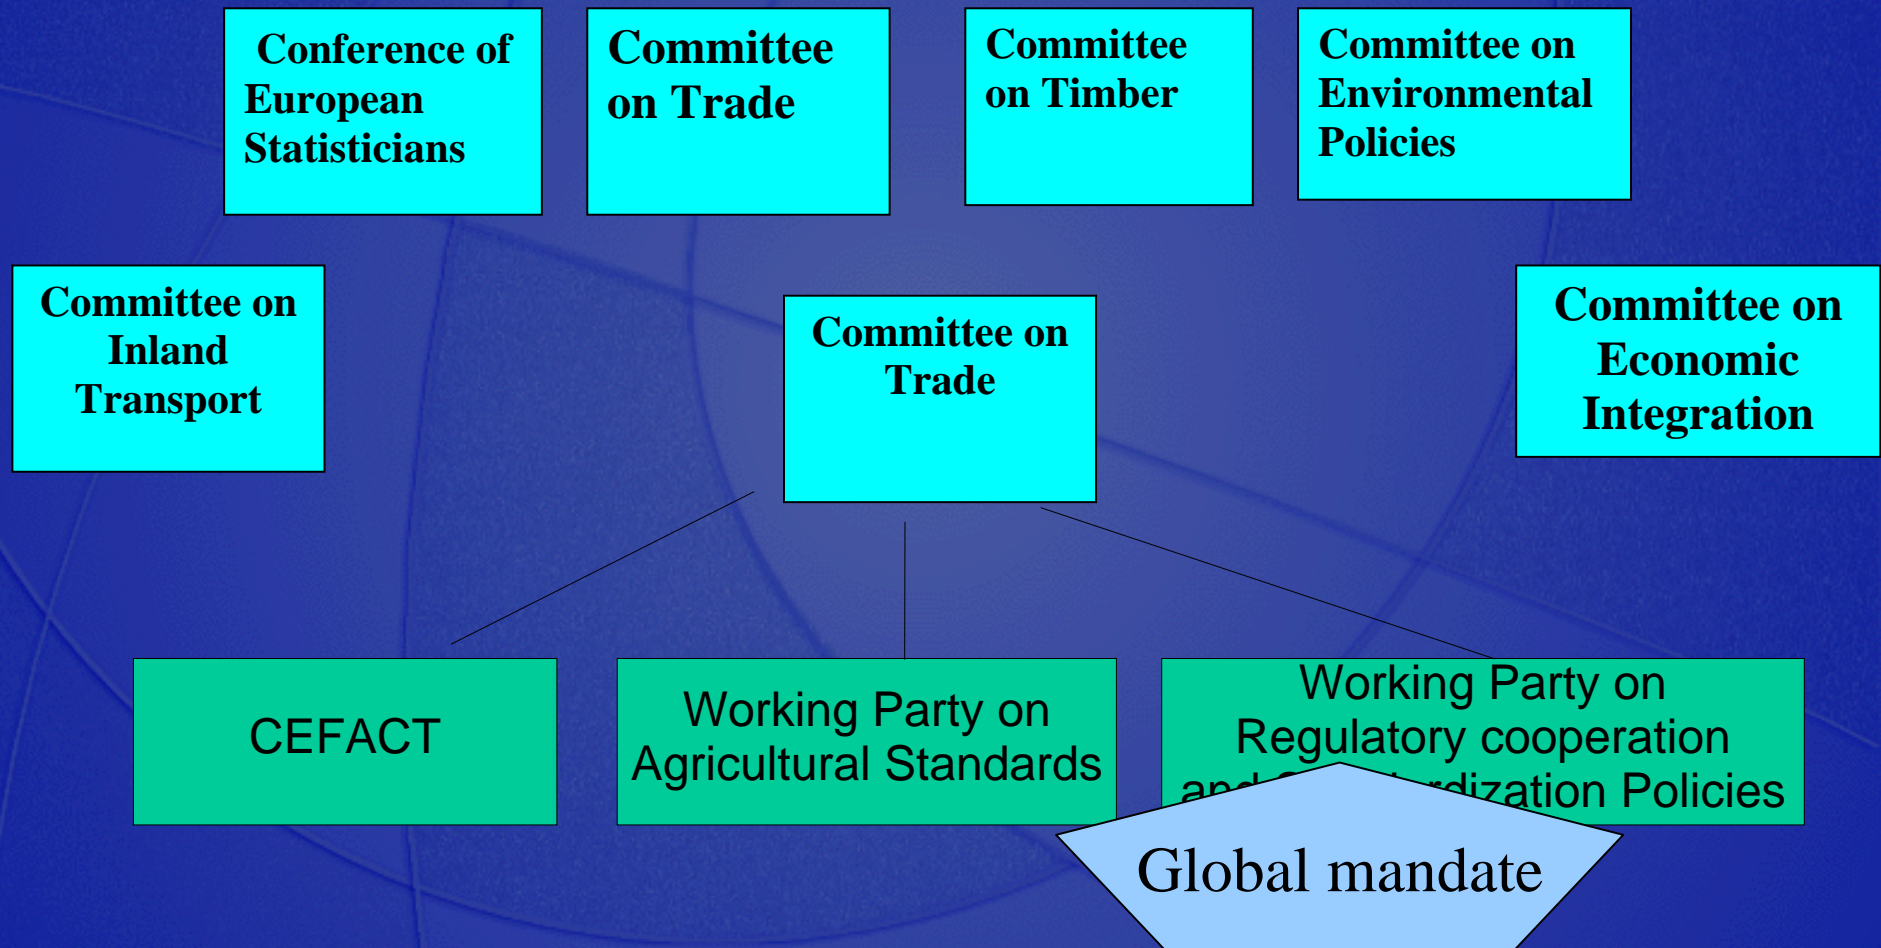 Conference of
European
Statisticians
Committee
on Trade
Committee
on Timber
Committee on
Environmental
Policies
Committee on
Inland
Transport
Committee on
Trade
Committee on
Economic
Integration
CEFACT
Working Party on
Agricultural Standards
Working Party on
Regulatory cooperation
Policies
Global mandate